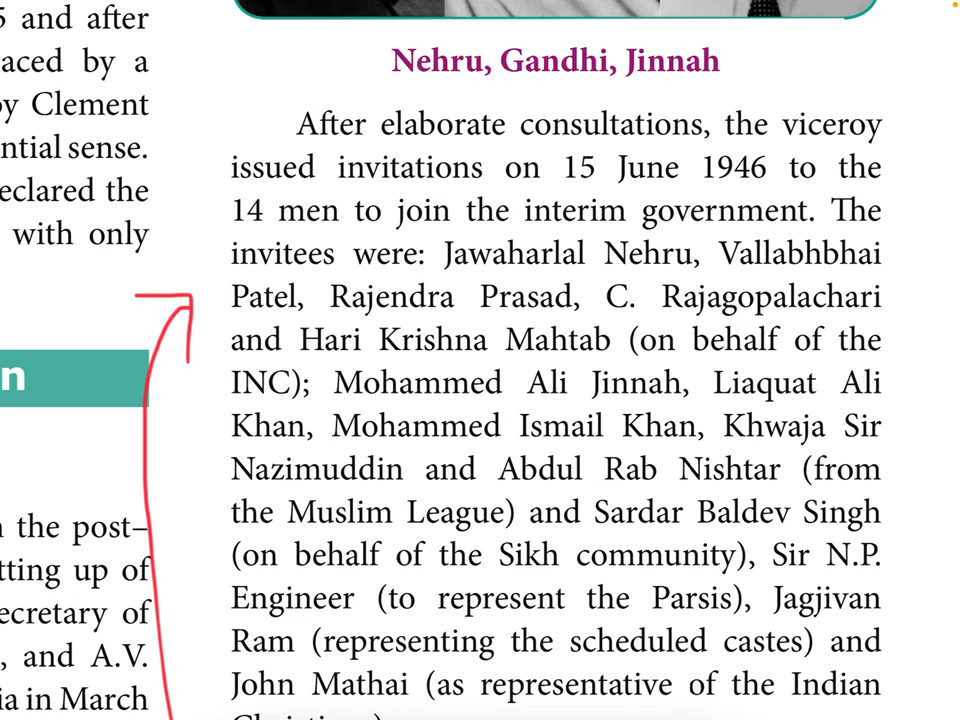 5 and after
aced by a
by Clement
ntial sense.
eclared the
with only
n
n the post–
tting up of
ecretary of
, and A.V.
ia in March
Nehru, Gandhi, Jinnah
After elaborate consultations, the viceroy
issued invitations on 15 June 1946 to the
14 men to join the interim government. The
invitees were: Jawaharlal Nehru, Vallabhbhai
Patel, Rajendra Prasad, C. Rajagopalachari
and Hari Krishna Mahtab (on behalf of the
INC); Mohammed Ali Jinnah, Liaquat Ali
Khan, Mohammed Ismail Khan, Khwaja Sir
Nazimuddin and Abdul Rab Nishtar (from
the Muslim League) and Sardar Baldev Singh
(on behalf of the Sikh community), Sir N.P.
Engineer (to represent the Parsis), Jagjivan
Ram (representing the scheduled castes) and
John Mathai (as representative of the Indian